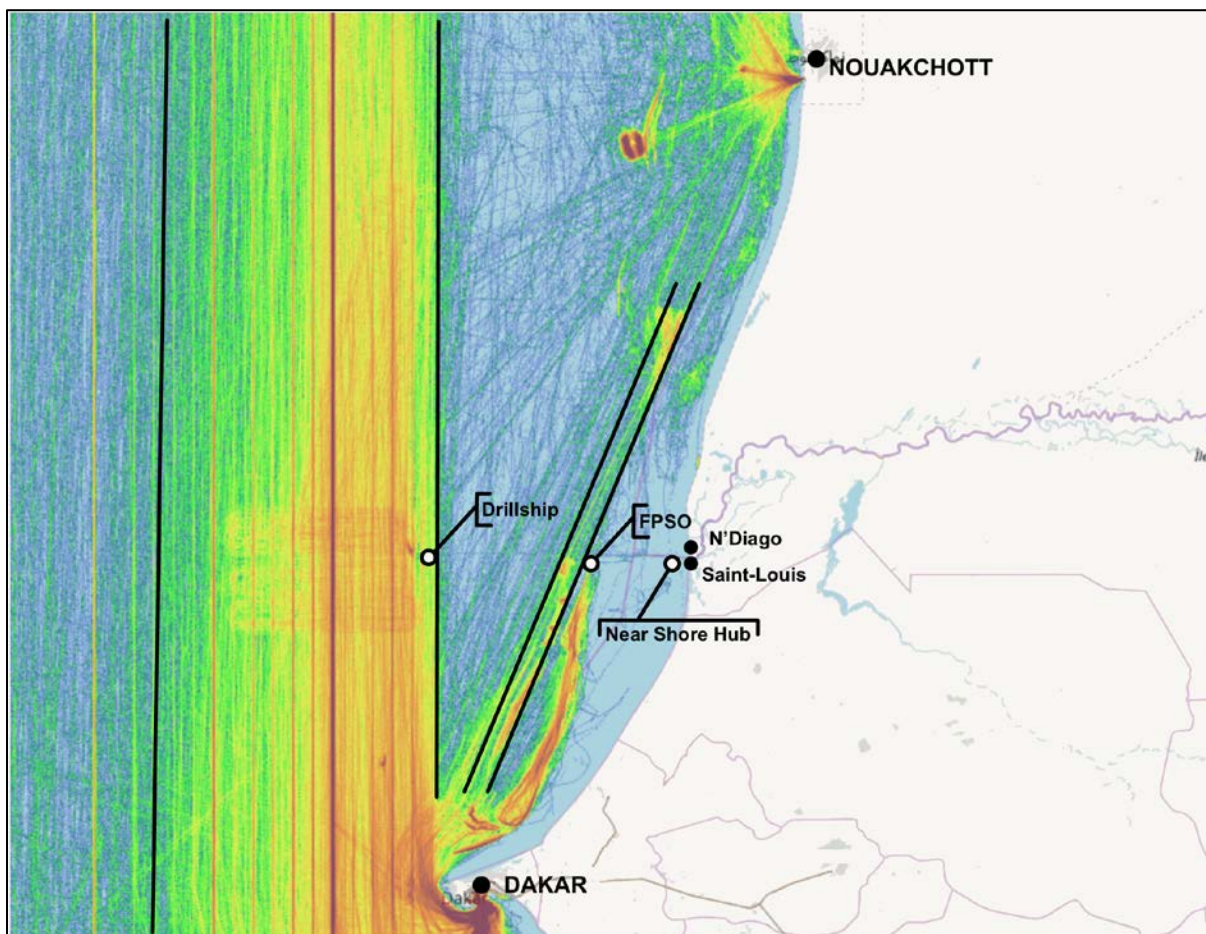 NOUAKCHOTT
Drillship
FPSO
N'Diago
Saint-Louis
Near Shore Hub
DAKAR